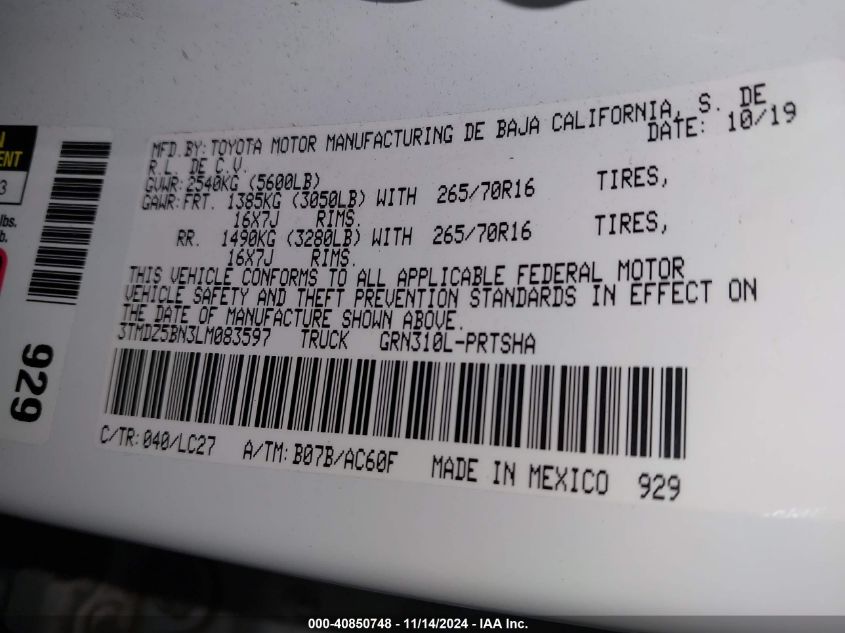 MFD.BY: TOYOTA MOTOR MANUFACTURING DE BAJA CALIFORNIA, S. DE
R.L. DE C.V. DATE: 10/19
GVWR: 2540KG (5600LB)
GAWR: FRT. 1385KG (3050LB) WITH 265/70R16 TIRES,
16X7J RIMS.
RR. 1490KG (3280LB) WITH 265/70R16 TIRES,
16X7J RIMS.
THIS VEHICLE CONFORMS TO ALL APPLICABLE FEDERAL MOTOR
VEHICLE SAFETY AND THEFT PREVENTION STANDARDS IN EFFECT ON
THE DATE OF MANUFACTURE SHOWN ABOVE.
3TMDZ5BN3LM083597 TRUCK GRN310L-PRTSHA
C/TR: 040/LC27 A/TM: B07B/AC60F MADE IN MEXICO 929
929
3
lbs.
b.
000-40850748 - 11/14/2024 - IAA Inc.